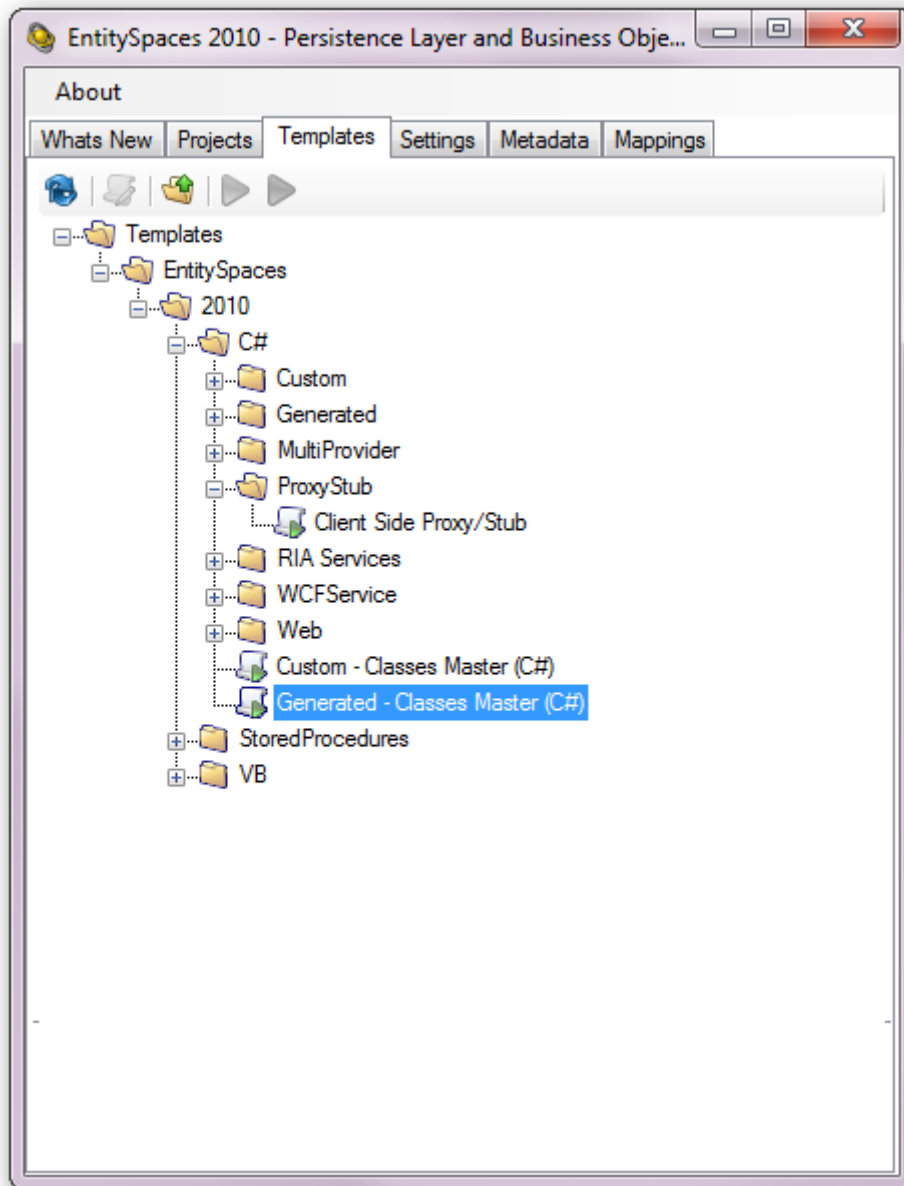 EntitySpaces 2010 - Persistence Layer and Business Obje...
About
Whats New Projects Templates Settings Metadata Mappings
Templates
EntitySpaces
2010
C#
Custom
Generated
MultiProvider
ProxyStub
Client Side Proxy/Stub
RIA Services
WCFService
Web
Custom - Classes Master (C#)
Generated - Classes Master (C#)
StoredProcedures
VB